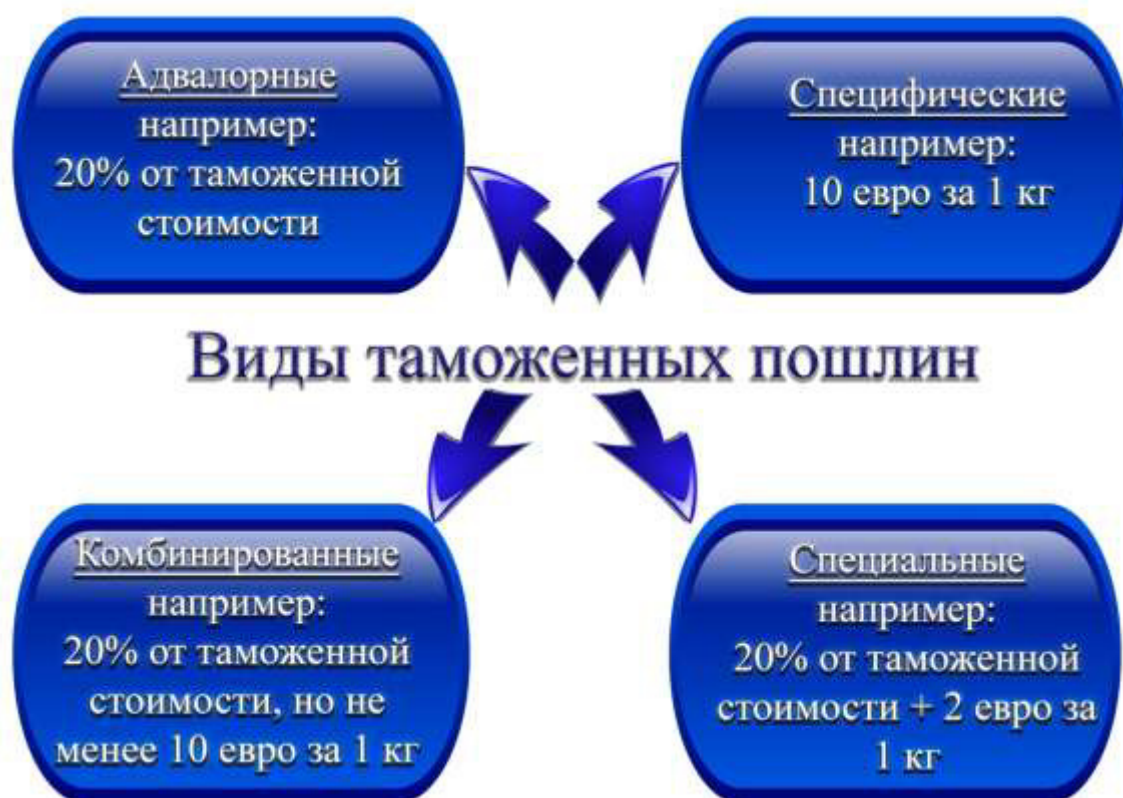 Адвалорные
например:
20% от таможенной
стоимости
Специфические
например:
10 евро за 1 кг
Виды таможенных пошлин
Комбинированные
например:
20% от таможенной
стоимости, но не
менее 10 евро за 1 кг
Специальные
например:
20% от таможенной
стоимости + 2 евро за
1 кг